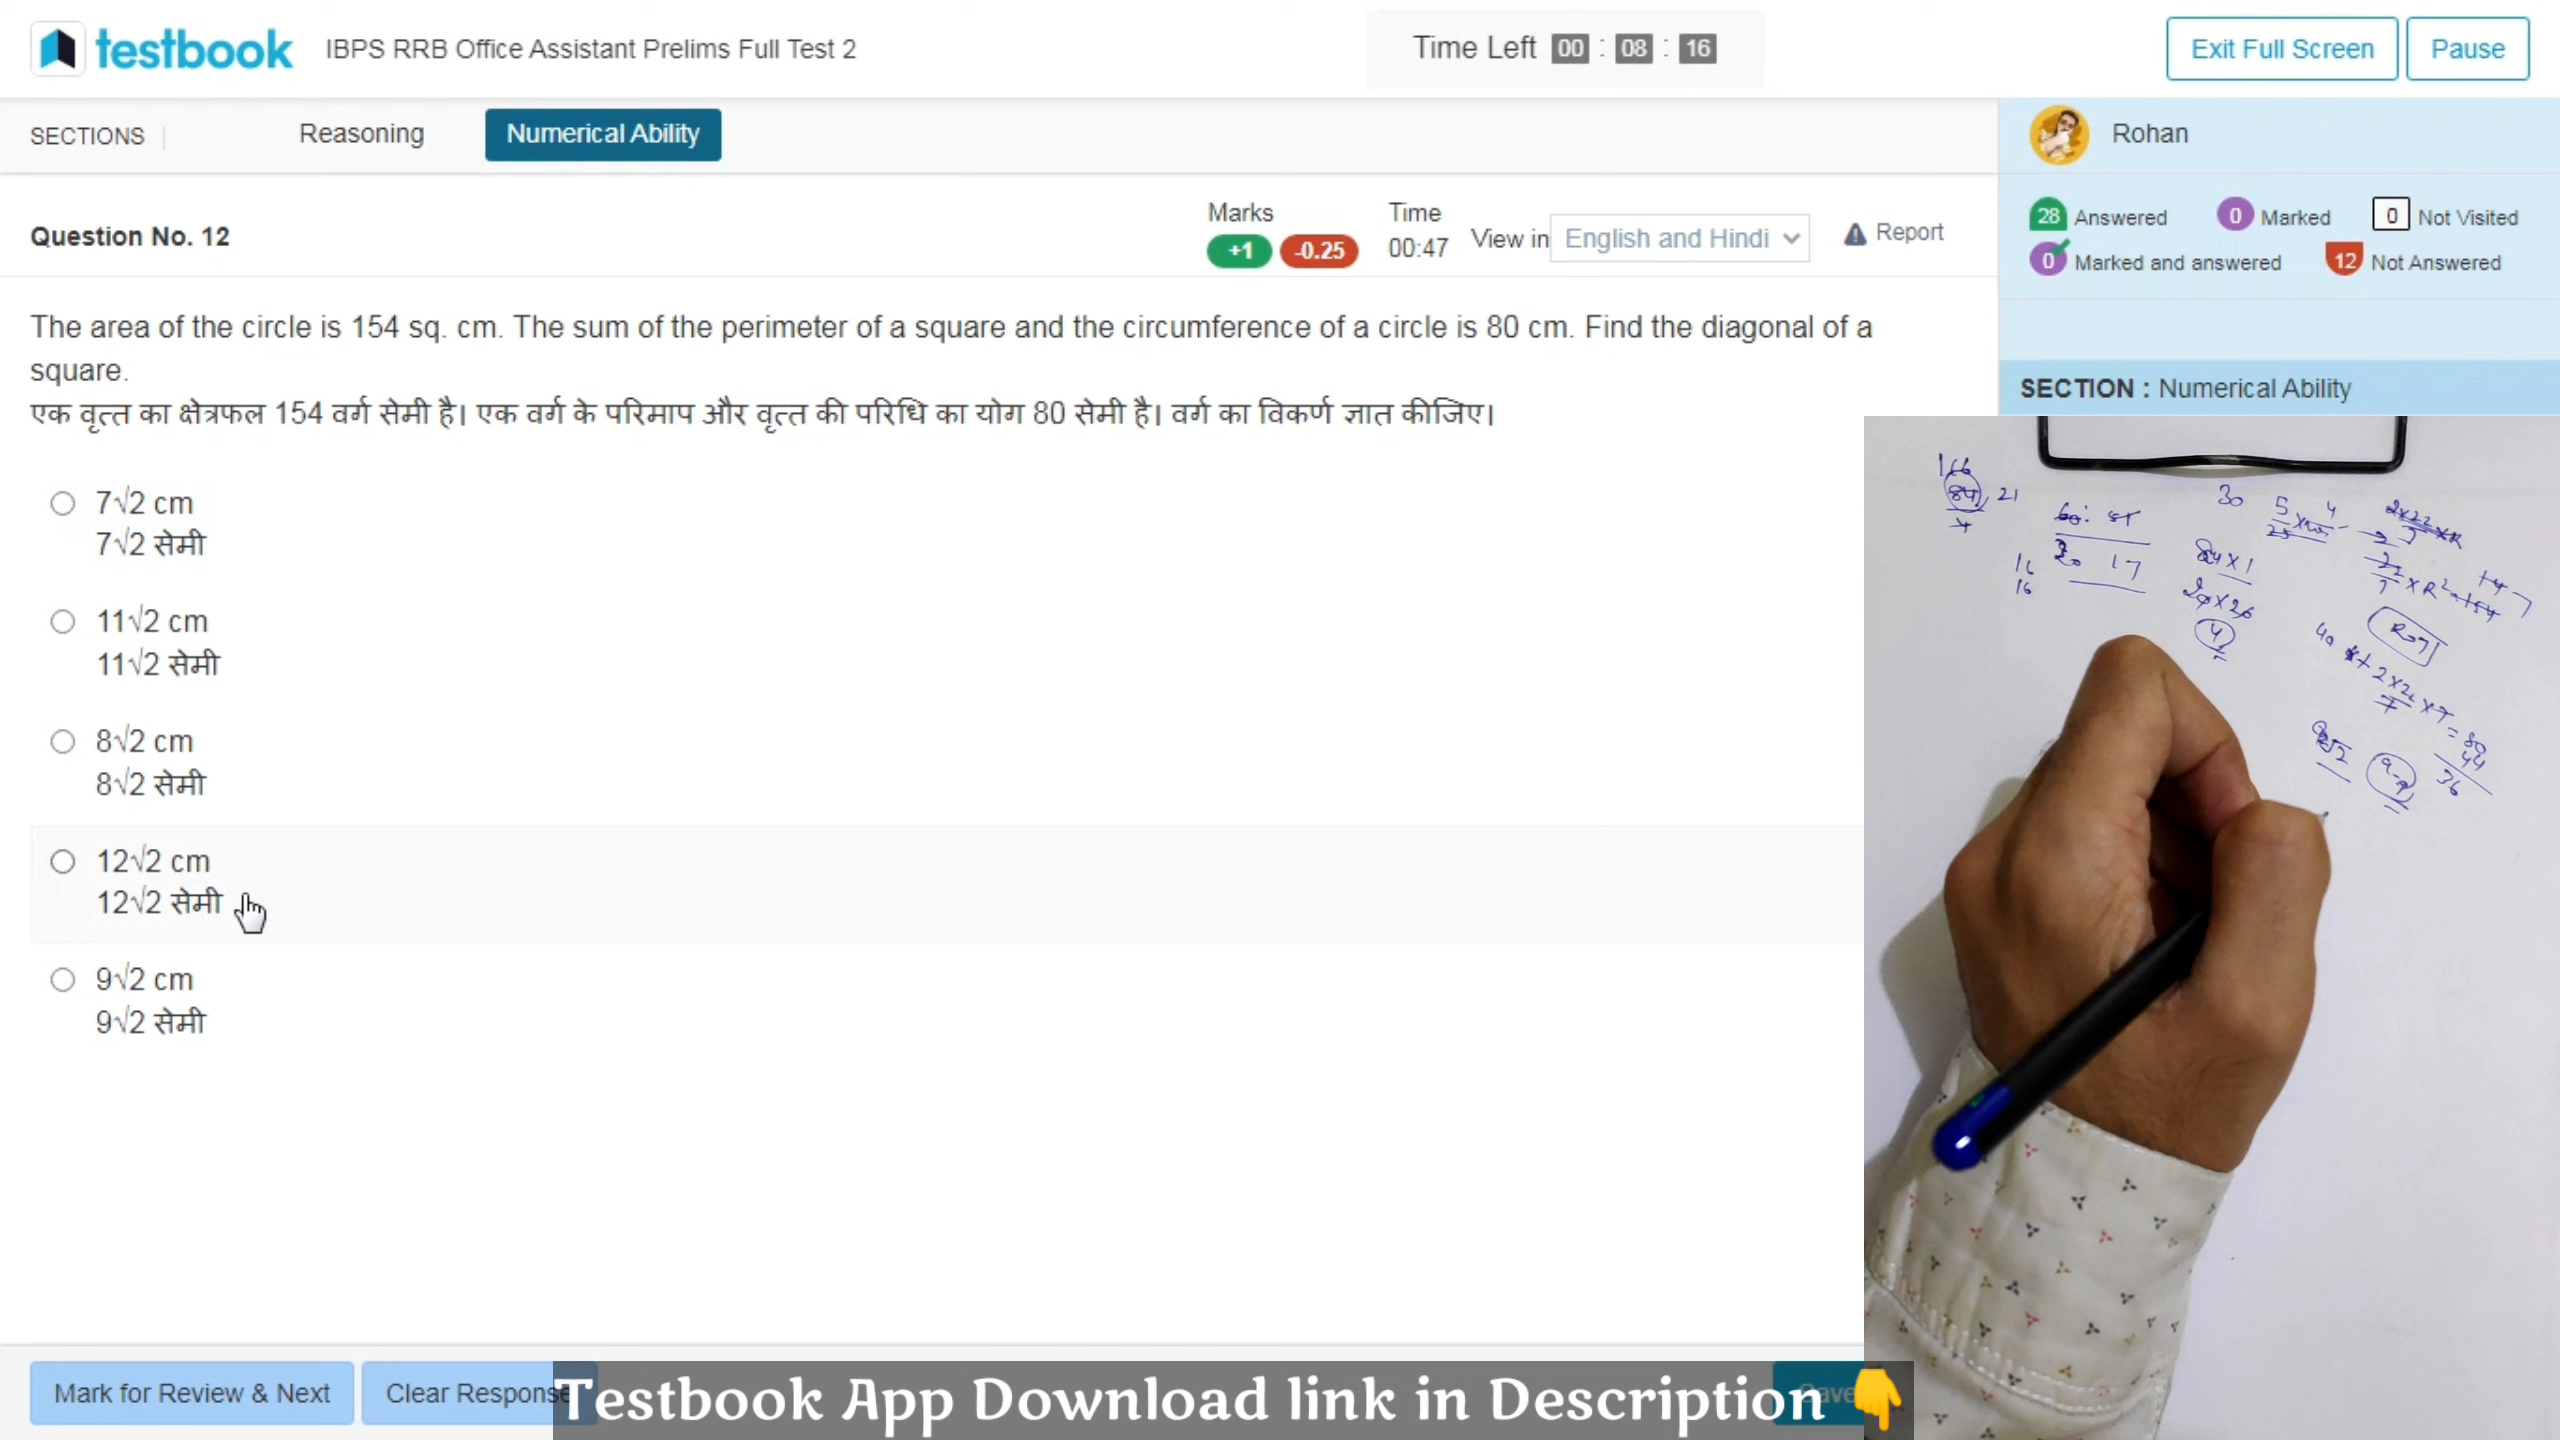 testbook IBPS RRB Office Assistant Prelims Full Test 2 Time Left 00 : 08 : 16 Exit Full Screen Pause
SECTIONS Reasoning Numerical Ability
Rohan
Question No. 12
Marks +1 -0.25
Time 00:47
View in English and Hindi
Report
28 Answered 0 Marked 0 Not Visited
0 Marked and answered 12 Not Answered
The area of the circle is 154 sq. cm. The sum of the perimeter of a square and the circumference of a circle is 80 cm. Find the diagonal of a
square.
एक वृत्त का क्षेत्रफल 154 वर्ग सेमी है। एक वर्ग के परिमाप और वृत्त की परिधि का योग 80 सेमी है। वर्ग का विकर्ण ज्ञात कीजिए।
SECTION : Numerical Ability
7√2 cm
7√2 सेमी
11√2 cm
11√2 सेमी
8√2 cm
8√2 सेमी
12√2 cm
12√2 सेमी
9√2 cm
9√2 सेमी
21
30
17
16
16
36
Mark for Review & Next Clear Response
Testbook App Download link in Description